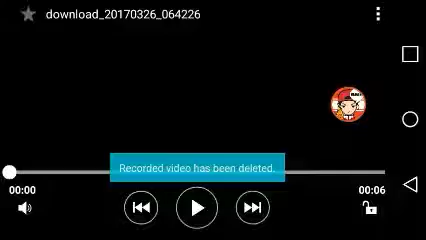 download_20170326_064226
Recorded video has been deleted.
00:00
00:06